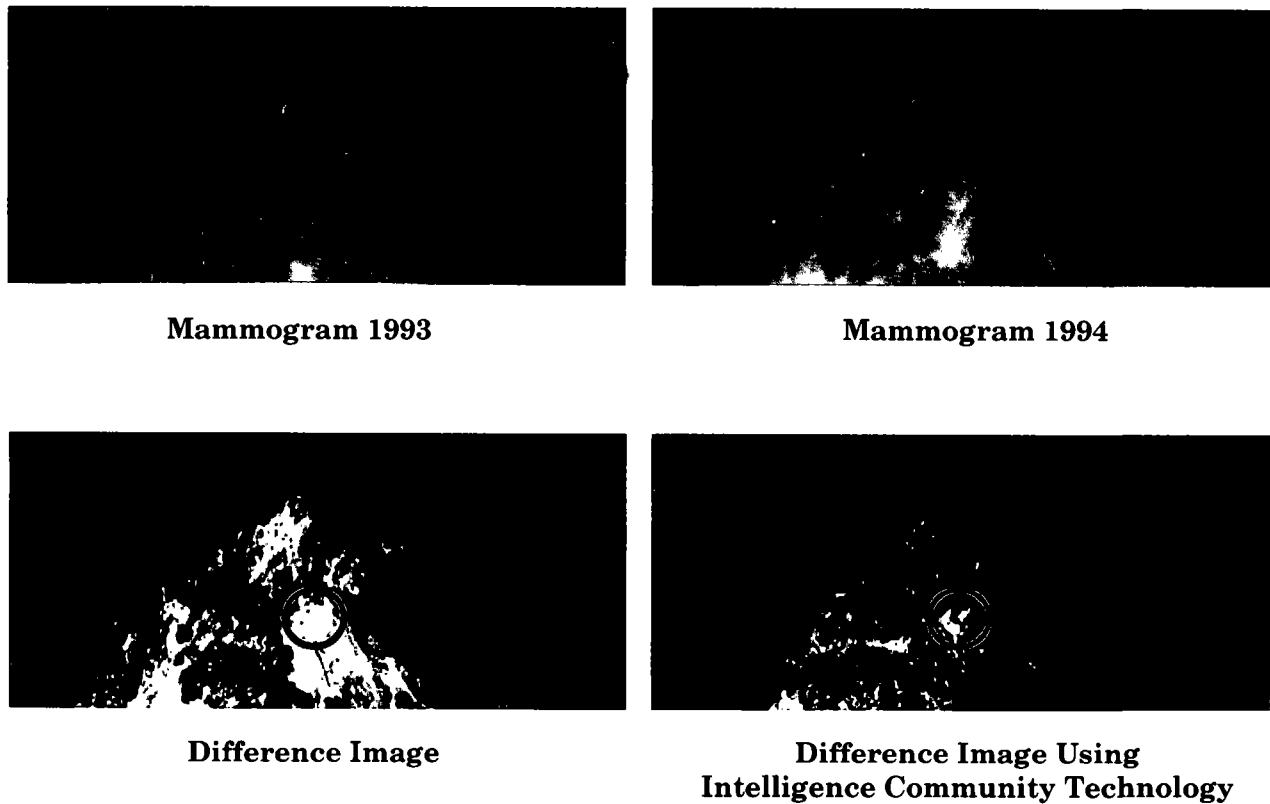 Mammogram 1993
Mammogram 1994
Difference Image
Difference Image Using
Intelligence Community Technology